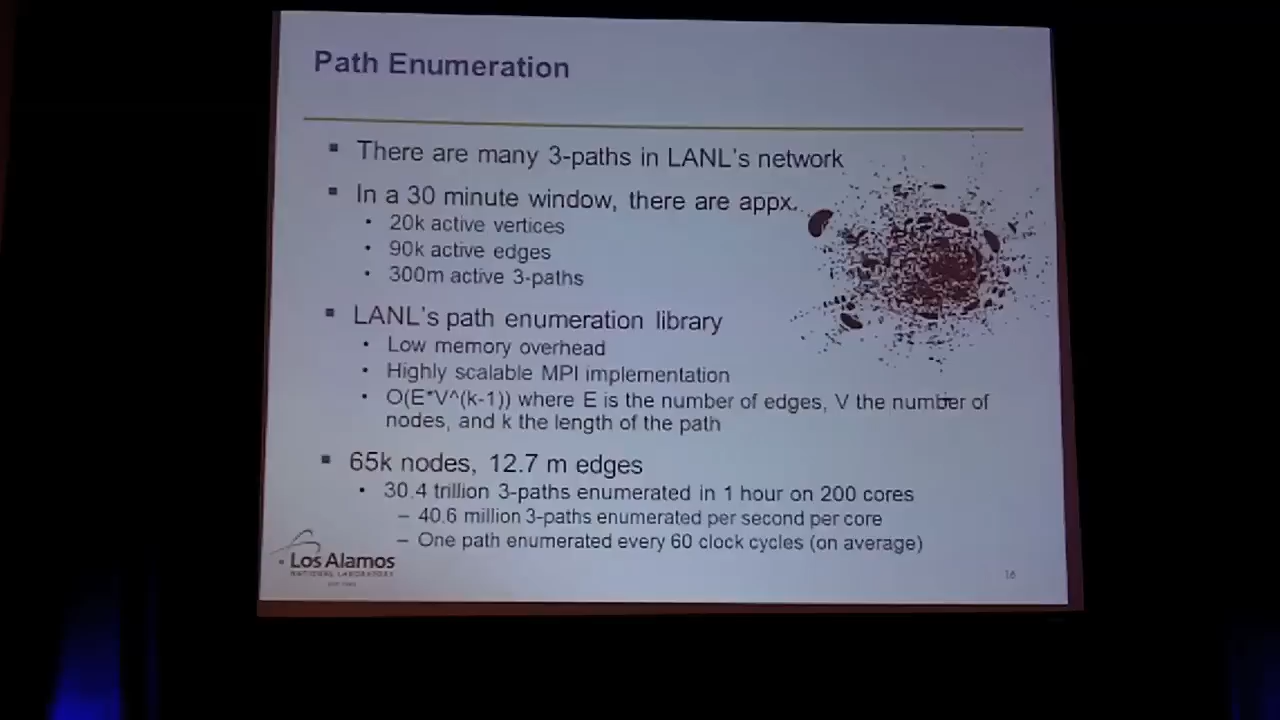 Path Enumeration
▪ There are many 3-paths in LANL's network
▪ In a 30 minute window, there are appx.
• 20k active vertices
• 90k active edges
• 300m active 3-paths
▪ LANL's path enumeration library
• Low memory overhead
• Highly scalable MPI implementation
• O(E*V^(k-1)) where E is the number of edges, V the number of
nodes, and k the length of the path
▪ 65k nodes, 12.7 m edges
• 30.4 trillion 3-paths enumerated in 1 hour on 200 cores
– 40.6 million 3-paths enumerated per second per core
– One path enumerated every 60 clock cycles (on average)
Los Alamos
NATIONAL LABORATORY
16